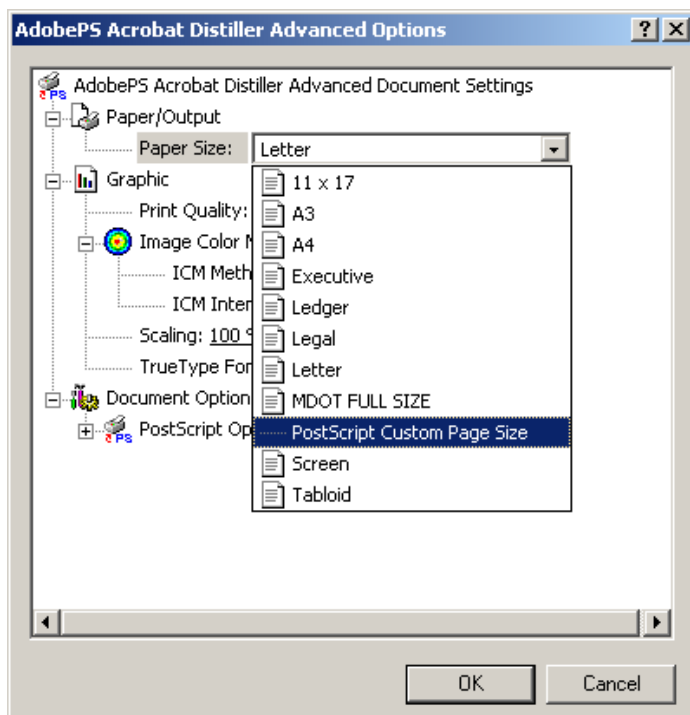 AdobePS Acrobat Distiller Advanced Options
AdobePS Acrobat Distiller Advanced Document Settings
Paper/Output
Paper Size: Letter
Graphic
11 x 17
Print Quality:
A3
Image Color
A4
ICM Meth
Executive
ICM Inter
Ledger
Scaling: 100
Legal
TrueType For
Letter
Document Option
MDOT FULL SIZE
PostScript Op
PostScript Custom Page Size
Screen
Tabloid
OK Cancel